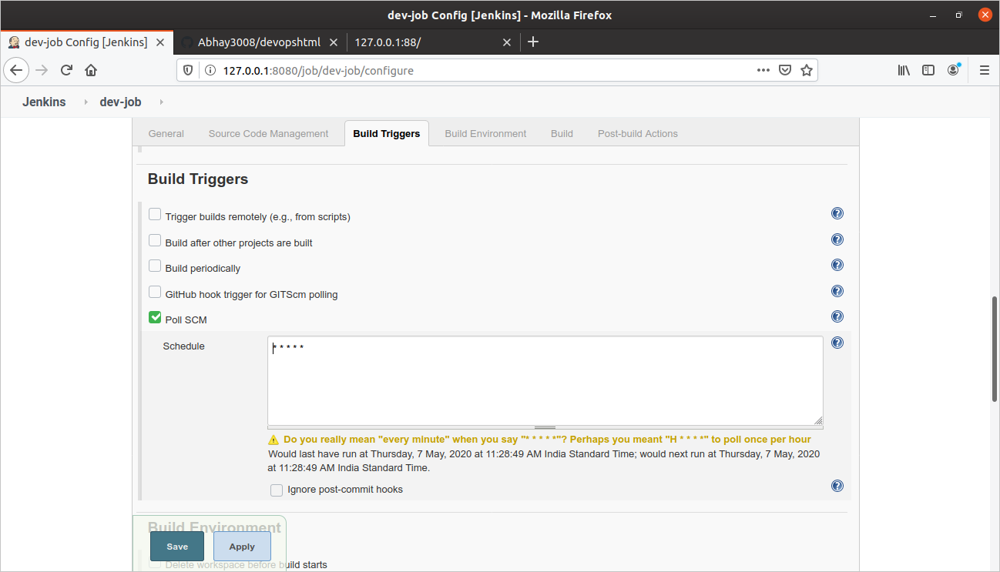 dev-job Config [Jenkins] - Mozilla Firefox
dev-job Config [Jenkins]
Abhay3008/devopshtml
127.0.0.1:88/
127.0.0.1:8080/job/dev-job/configure
Jenkins
dev-job
General
Source Code Management
Build Triggers
Build Environment
Build
Post-build Actions
Build Triggers
Trigger builds remotely (e.g., from scripts)
Build after other projects are built
Build periodically
GitHub hook trigger for GITScm polling
Poll SCM
Schedule
* * * * *
Do you really mean "every minute" when you say "* * * * *"? Perhaps you meant "H * * * *" to poll once per hour
Would last have run at Thursday, 7 May, 2020 at 11:28:49 AM India Standard Time; would next run at Thursday, 7 May, 2020
at 11:28:49 AM India Standard Time.
Ignore post-commit hooks
Build Environment
Save
Apply
Delete workspace before build starts